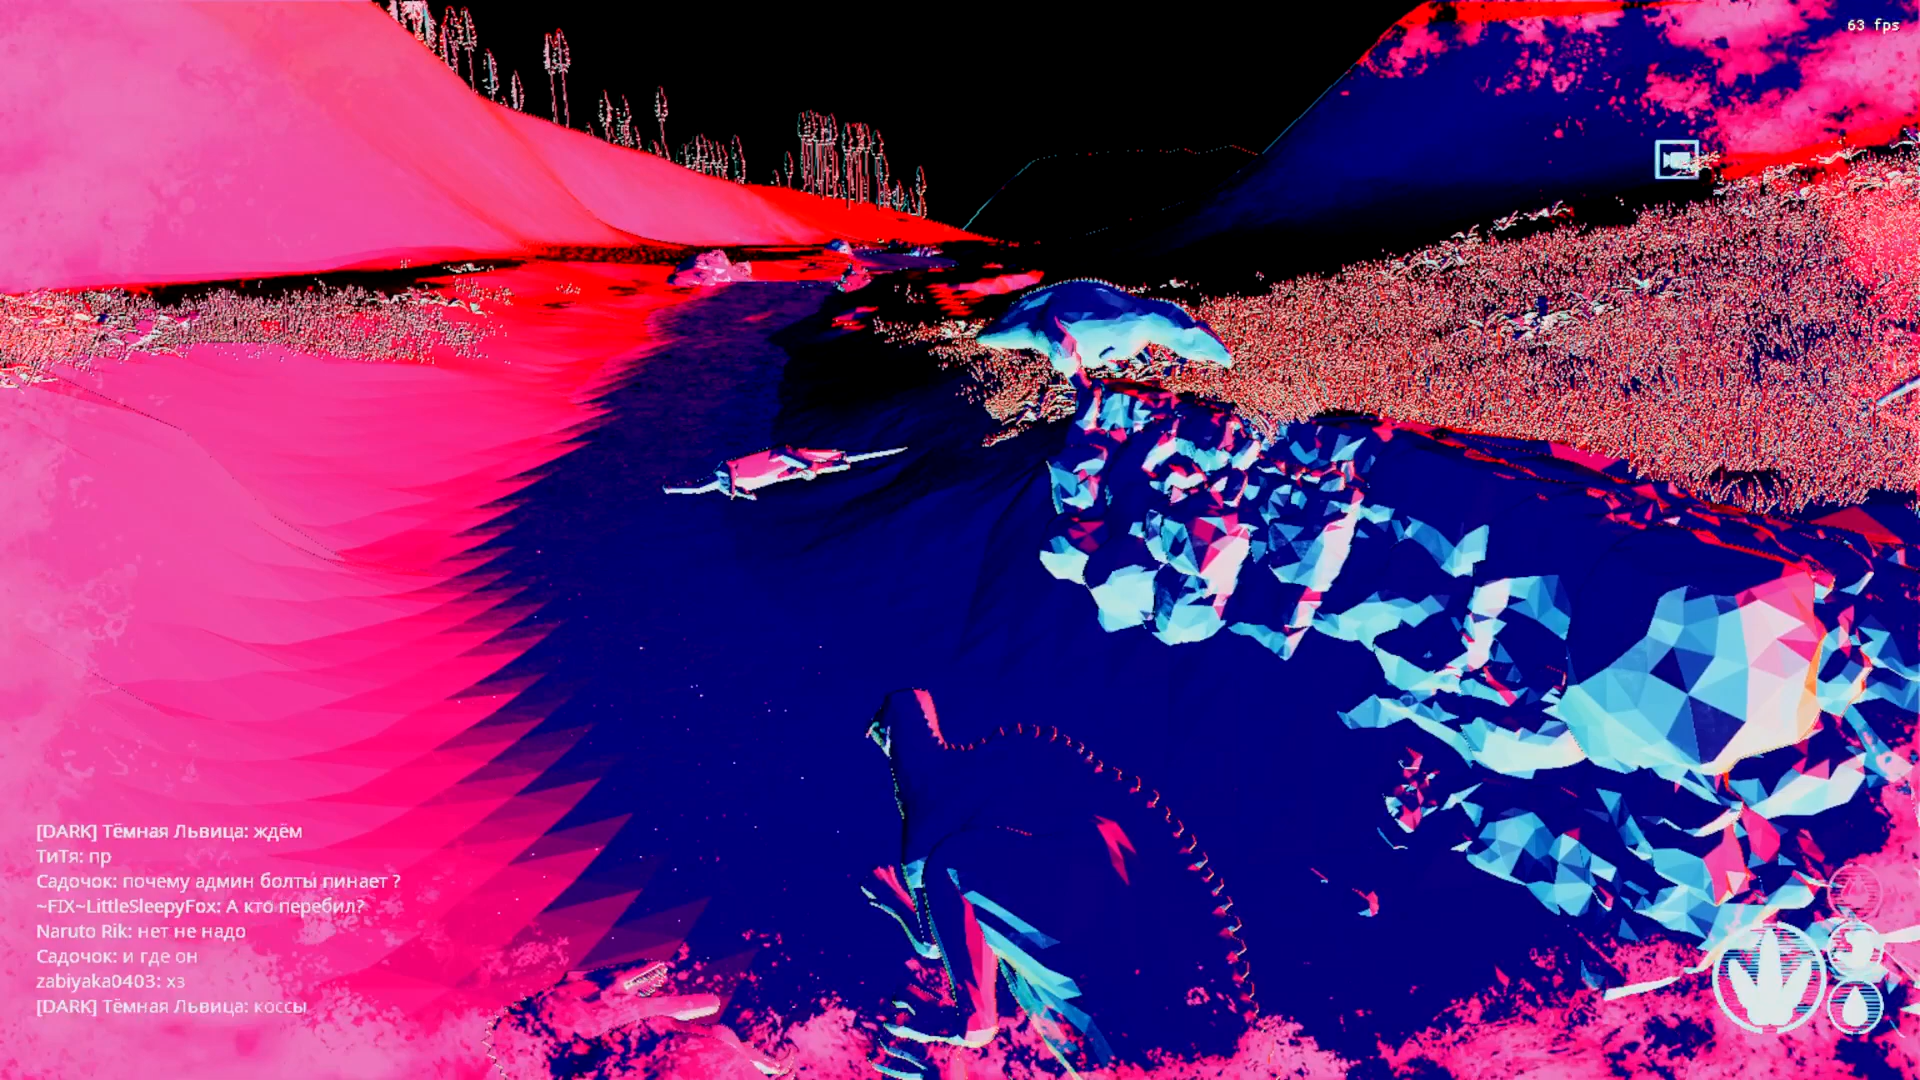 63 fps
[DARK] Тёмная Львица: ждём
ТиТя: пр
Садочок: почему админ болты пинает ?
~FIX~LittleSleepyFox: А кто перебил?
Naruto Rik: нет не надо
Садочок: и где он
zabiyaka0403: хз
[DARK] Тёмная Львица: коссы